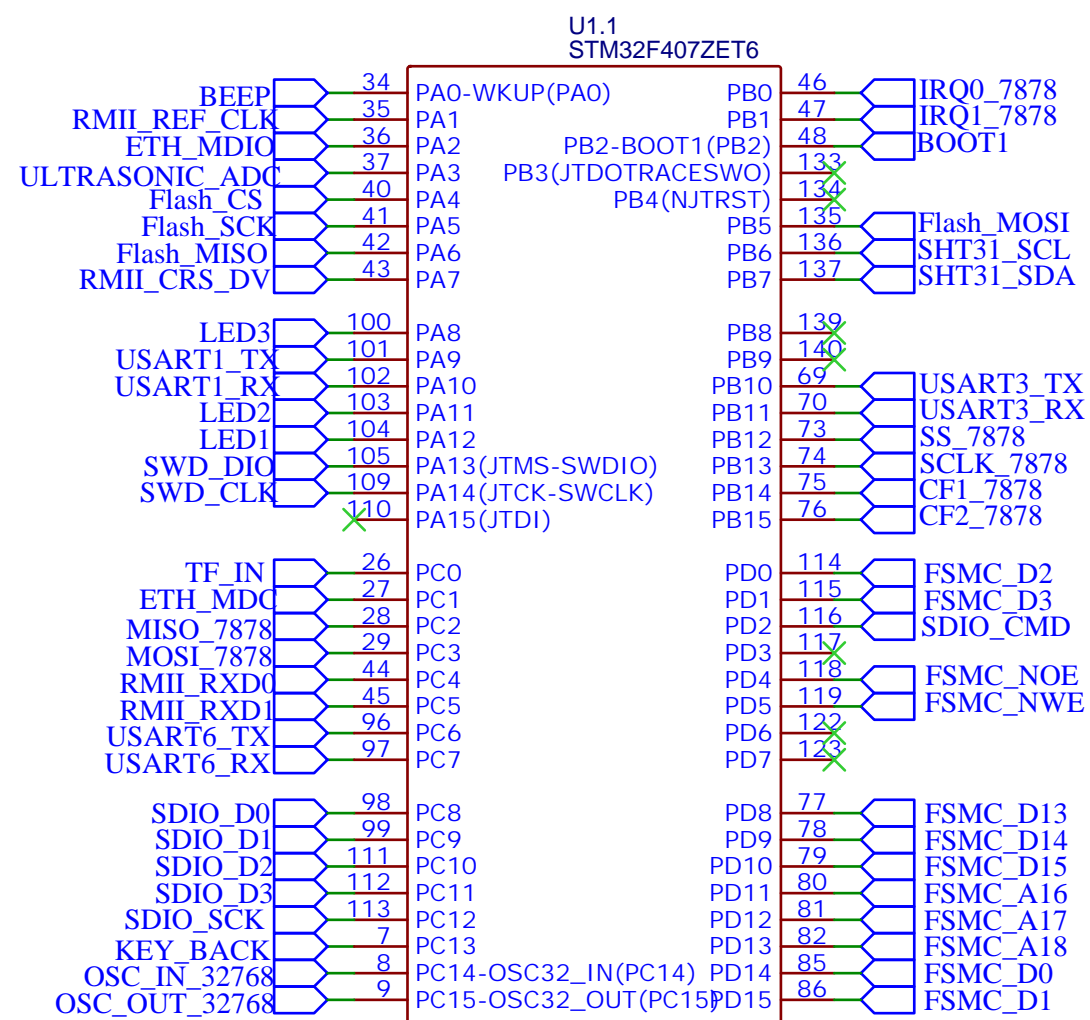 U1.1
STM32F407ZET6
BEEP 34 PA0-WKUP(PA0) PB0 46 IRQ0_7878
RMII_REF_CLK 35 PA1 PB1 47 IRQ1_7878
ETH_MDIO 36 PA2 PB2-BOOT1(PB2) 48 BOOT1
ULTRASONIC_ADC 37 PA3 PB3(JTDOTRACESWO) 133
Flash_CS 40 PA4 PB4(NJTRST) 134
Flash_SCK 41 PA5 PB5 135 Flash_MOSI
Flash_MISO 42 PA6 PB6 136 SHT31_SCL
RMII_CRS_DV 43 PA7 PB7 137 SHT31_SDA
LED3 100 PA8 PB8 139
USART1_TX 101 PA9 PB9 140
USART1_RX 102 PA10 PB10 69 USART3_TX
LED2 103 PA11 PB11 70 USART3_RX
LED1 104 PA12 PB12 73 SS_7878
SWD_DIO 105 PA13(JTMS-SWDIO) PB13 74 SCLK_7878
SWD_CLK 109 PA14(JTCK-SWCLK) PB14 75 CF1_7878
110 PA15(JTDI) PB15 76 CF2_7878
TF_IN 26 PC0 PD0 114 FSMC_D2
ETH_MDC 27 PC1 PD1 115 FSMC_D3
MISO_7878 28 PC2 PD2 116 SDIO_CMD
MOSI_7878 29 PC3 PD3 117
RMII_RXD0 44 PC4 PD4 118 FSMC_NOE
RMII_RXD1 45 PC5 PD5 119 FSMC_NWE
USART6_TX 96 PC6 PD6 122
USART6_RX 97 PC7 PD7 123
SDIO_D0 98 PC8 PD8 77 FSMC_D13
SDIO_D1 99 PC9 PD9 78 FSMC_D14
SDIO_D2 111 PC10 PD10 79 FSMC_D15
SDIO_D3 112 PC11 PD11 80 FSMC_A16
SDIO_SCK 113 PC12 PD12 81 FSMC_A17
KEY_BACK 7 PC13 PD13 82 FSMC_A18
OSC_IN_32768 8 PC14-OSC32_IN(PC14) PD14 85 FSMC_D0
OSC_OUT_32768 9 PC15-OSC32_OUT(PC15) PD15 86 FSMC_D1